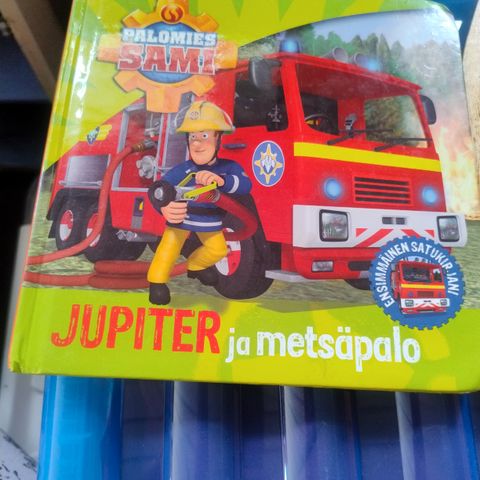 PALOMIES
SAMI
ENSIMMÄINEN SATUKIRJANI
JUPITER ja metsäpalo